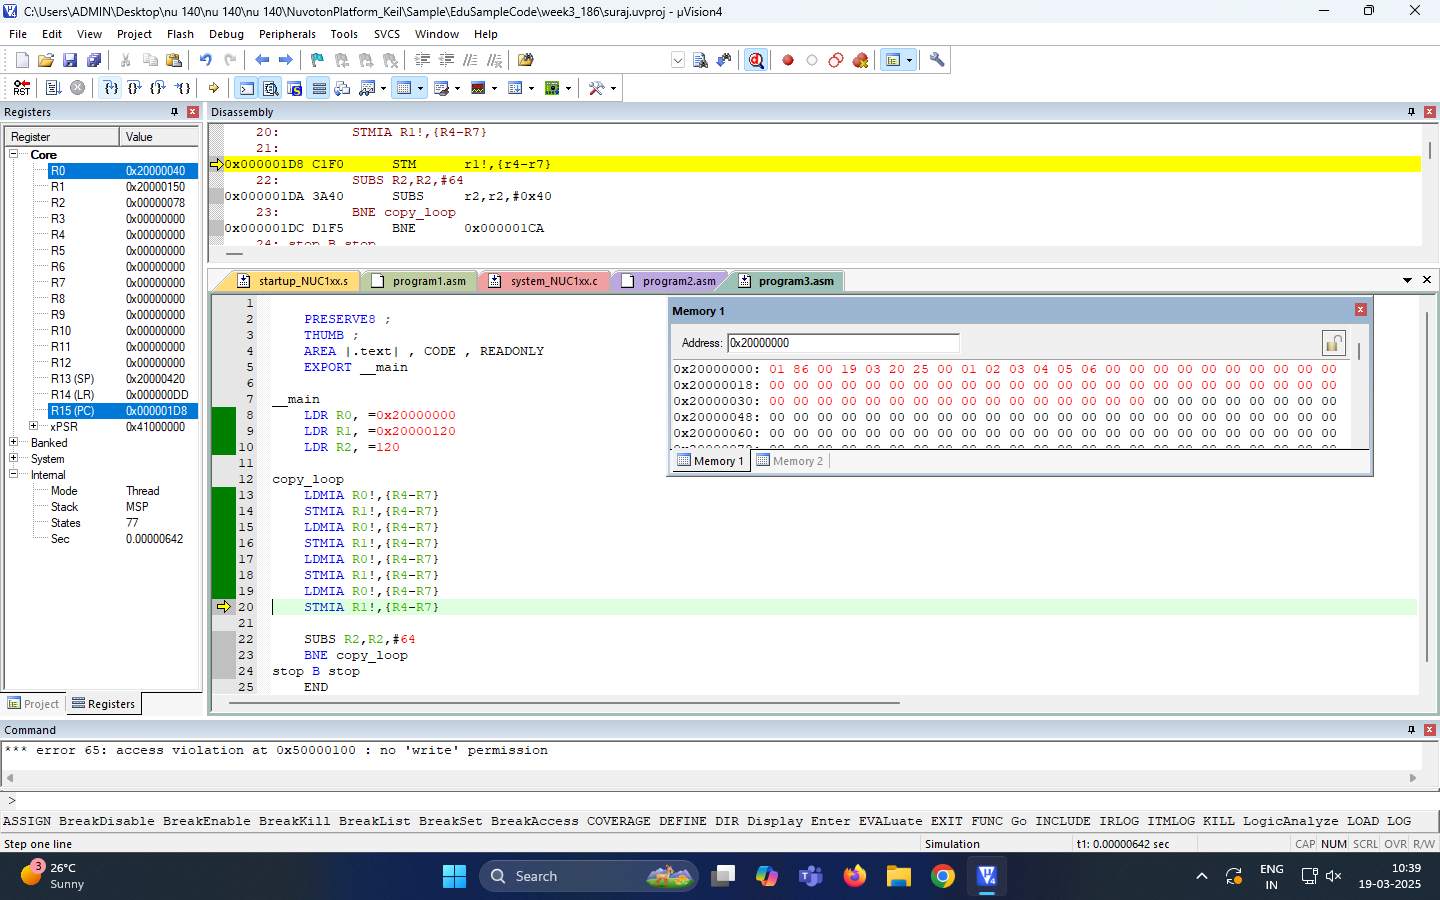 C:\Users\ADMIN\Desktop\nu 140\nu 140\nu 140\NuvotonPlatform_Keil\Sample\EduSampleCode\week3_186\suraj.uvproj - µVision4
File Edit View Project Flash Debug Peripherals Tools SVCS Window Help
RST
Registers
Register Value
Core
R0 0x20000040
R1 0x20000150
R2 0x00000078
R3 0x00000000
R4 0x00000000
R5 0x00000000
R6 0x00000000
R7 0x00000000
R8 0x00000000
R9 0x00000000
R10 0x00000000
R11 0x00000000
R12 0x00000000
R13 (SP) 0x20000420
R14 (LR) 0x000000DD
R15 (PC) 0x000001D8
xPSR 0x41000000
Banked
System
Internal
Mode Thread
Stack MSP
States 77
Sec 0.00000642
Project Registers
Disassembly
20: STMIA R1!,{R4-R7}
21:
0x000001D8 C1F0 STM r1!,{r4-r7}
22: SUBS R2,R2,#64
0x000001DA 3A40 SUBS r2,r2,#0x40
23: BNE copy_loop
0x000001DC D1F5 BNE 0x000001CA
24: stop B stop
startup_NUC1xx.s program1.asm system_NUC1xx.c program2.asm program3.asm
1
2 PRESERVE8 ;
3 THUMB ;
4 AREA |.text| , CODE , READONLY
5 EXPORT __main
6
7 __main
8 LDR R0, =0x20000000
9 LDR R1, =0x20000120
10 LDR R2, =120
11
12 copy_loop
13 LDMIA R0!,{R4-R7}
14 STMIA R1!,{R4-R7}
15 LDMIA R0!,{R4-R7}
16 STMIA R1!,{R4-R7}
17 LDMIA R0!,{R4-R7}
18 STMIA R1!,{R4-R7}
19 LDMIA R0!,{R4-R7}
20 STMIA R1!,{R4-R7}
21
22 SUBS R2,R2,#64
23 BNE copy_loop
24 stop B stop
25 END
Memory 1
Address: 0x20000000
0x20000000: 01 86 00 19 03 20 25 00 01 02 03 04 05 06 00 00 00 00 00 00 00 00 00 00
0x20000018: 00 00 00 00 00 00 00 00 00 00 00 00 00 00 00 00 00 00 00 00 00 00 00 00
0x20000030: 00 00 00 00 00 00 00 00 00 00 00 00 00 00 00 00 00 00 00 00 00 00 00 00
0x20000048: 00 00 00 00 00 00 00 00 00 00 00 00 00 00 00 00 00 00 00 00 00 00 00 00
0x20000060: 00 00 00 00 00 00 00 00 00 00 00 00 00 00 00 00 00 00 00 00 00 00 00 00
Memory 1 Memory 2
Command
*** error 65: access violation at 0x50000100 : no 'write' permission
>
ASSIGN BreakDisable BreakEnable BreakKill BreakList BreakSet BreakAccess COVERAGE DEFINE DIR Display Enter EVALuate EXIT FUNC Go INCLUDE IRLOG ITMLOG KILL LogicAnalyze LOAD LOG
Step one line Simulation t1: 0.00000642 sec CAP NUM SCRL OVR R/W
3
26°C
Sunny
Search
ENG
IN
10:39
19-03-2025